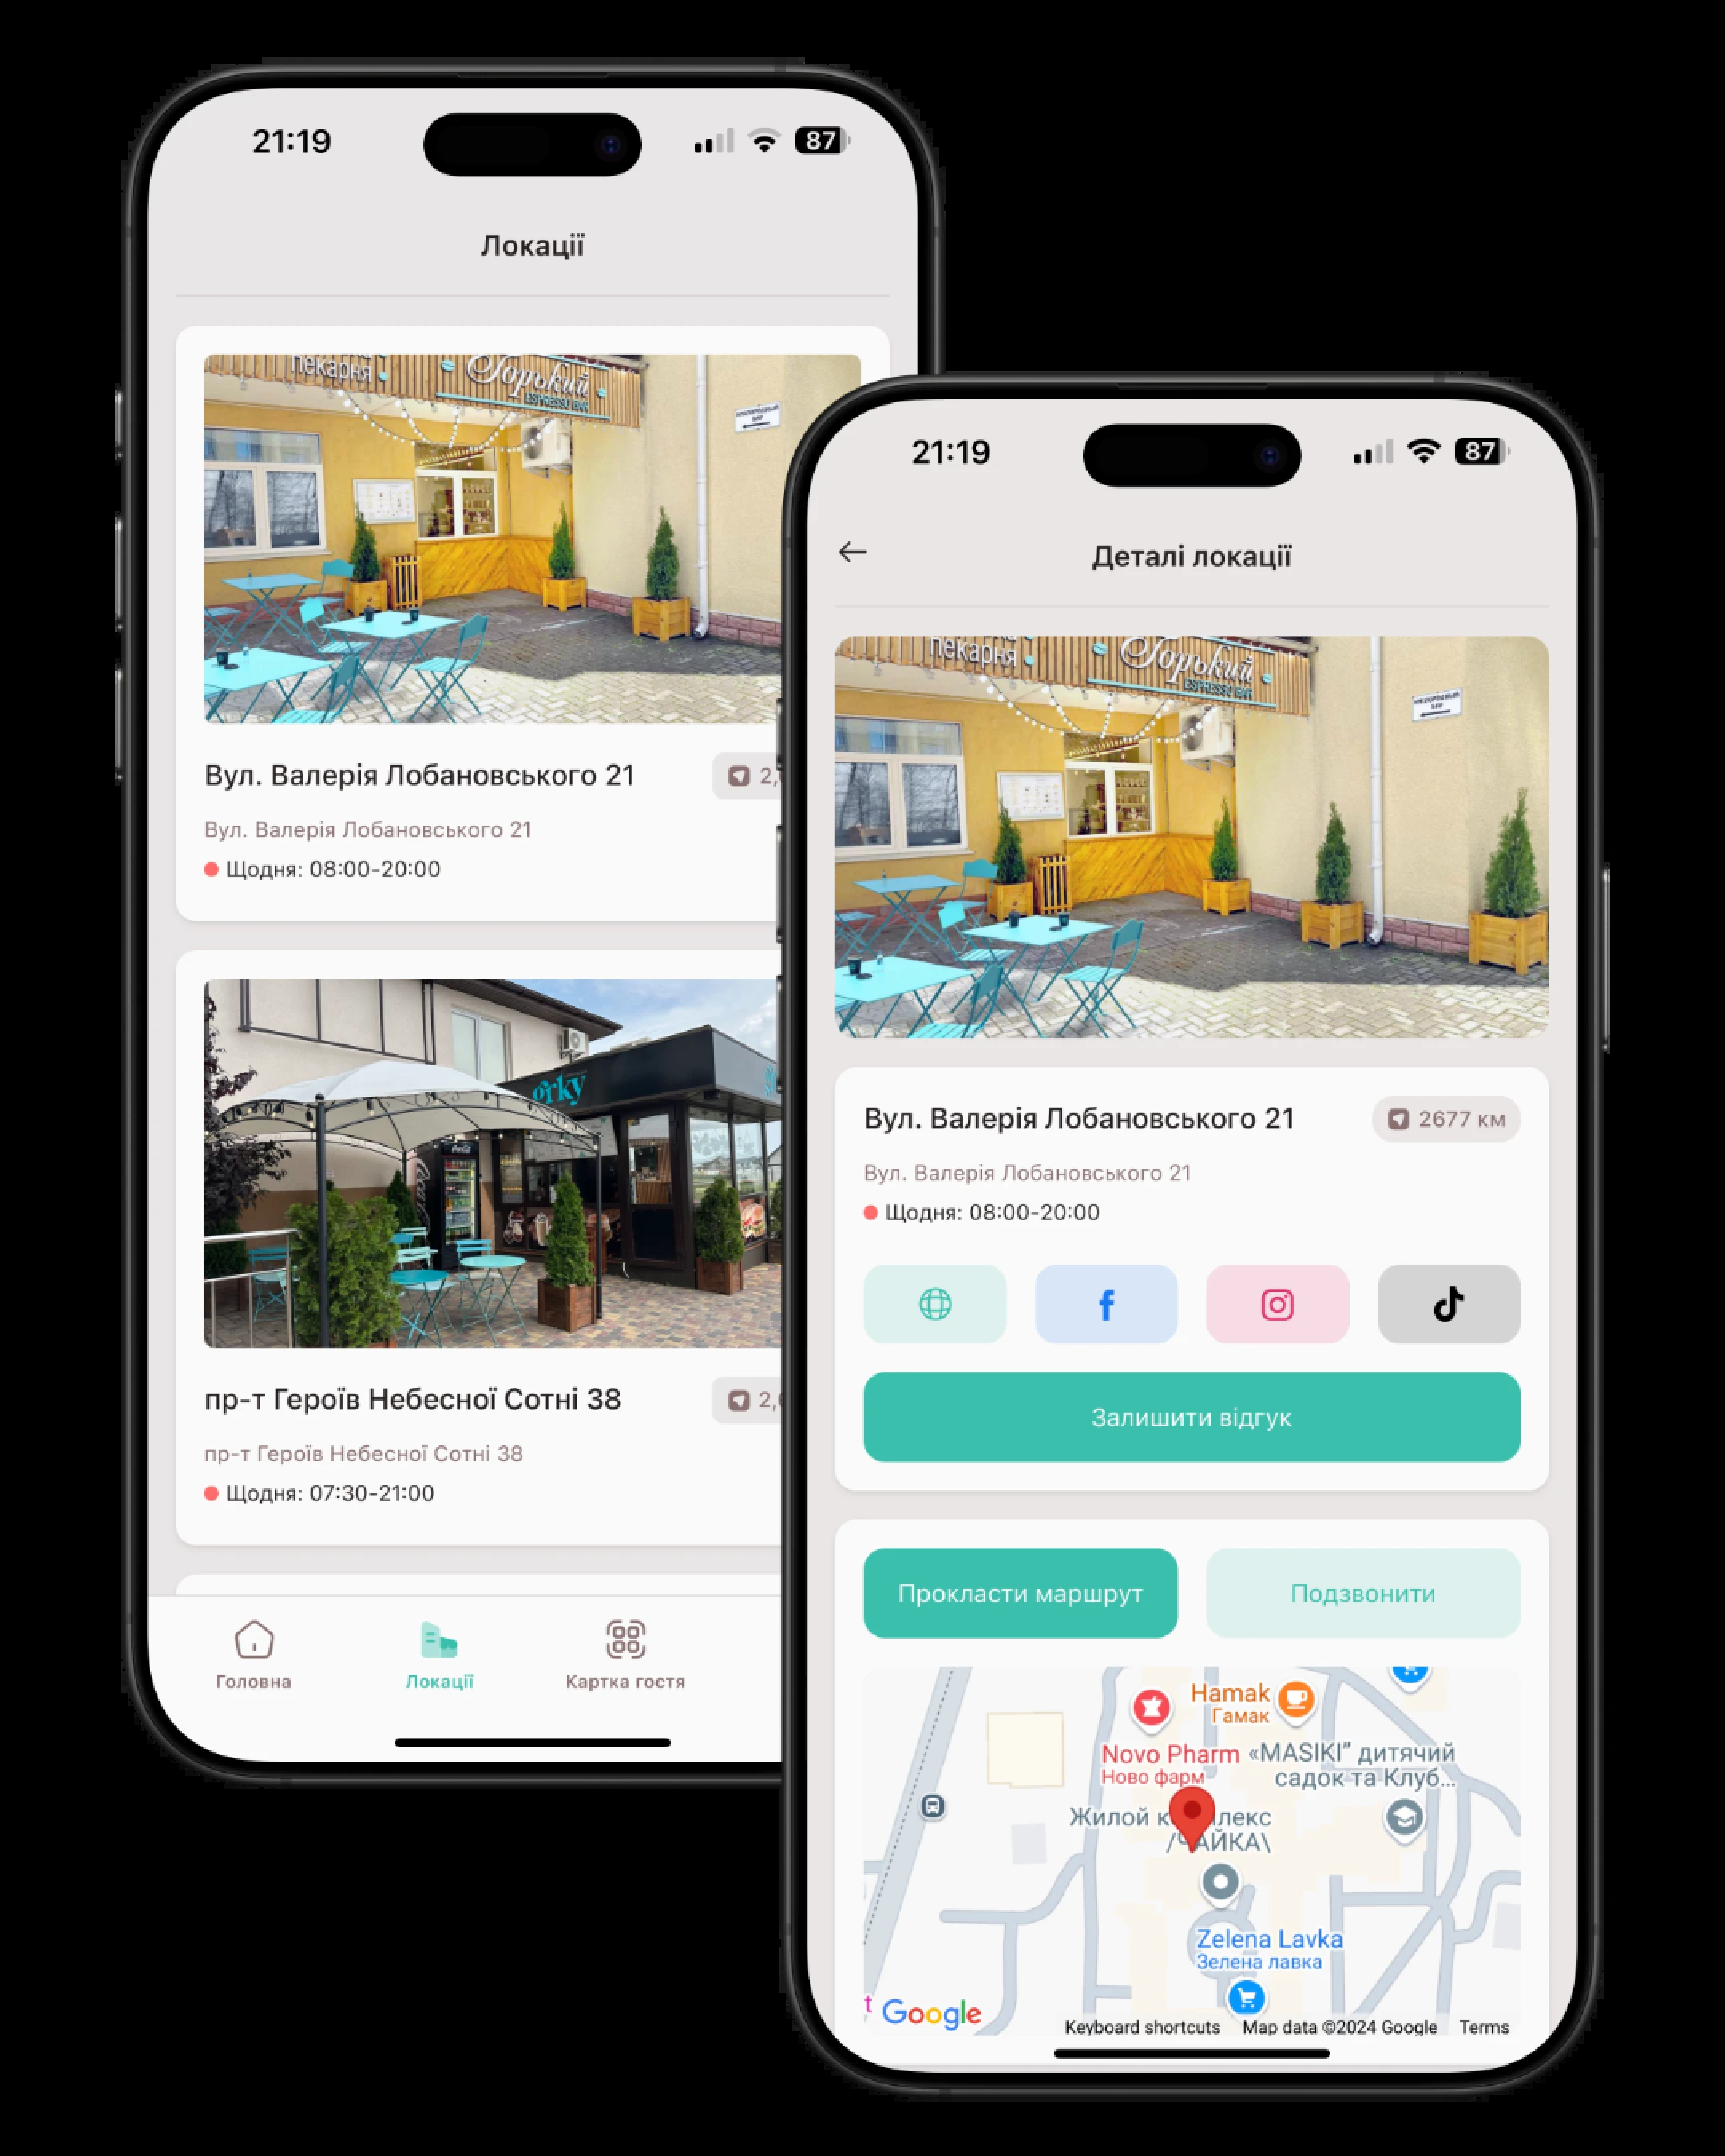 21:19
87
Локації
пекарня
Горький
ESPRESSO BAR
Вул. Валерія Лобановського 21
2,
Вул. Валерія Лобановського 21
Щодня: 08:00-20:00
orky
пр-т Героїв Небесної Сотні 38
2,
пр-т Героїв Небесної Сотні 38
Щодня: 07:30-21:00
Головна
Локації
Картка гостя
21:19
87
Деталі локації
пекарня
Горький
ESPRESSO BAR
Вул. Валерія Лобановського 21
2677 км
Вул. Валерія Лобановського 21
Щодня: 08:00-20:00
Залишити відгук
Прокласти маршрут
Подзвонити
Hamak
Гамак
Novo Pharm
Ново фарм
«MASIKI” дитячий
садок та Клуб...
Жилой к
лекс
/ЧАЙКА\
Zelena Lavka
Зелена лавка
t
Google
Keyboard shortcuts
Map data ©2024 Google
Terms